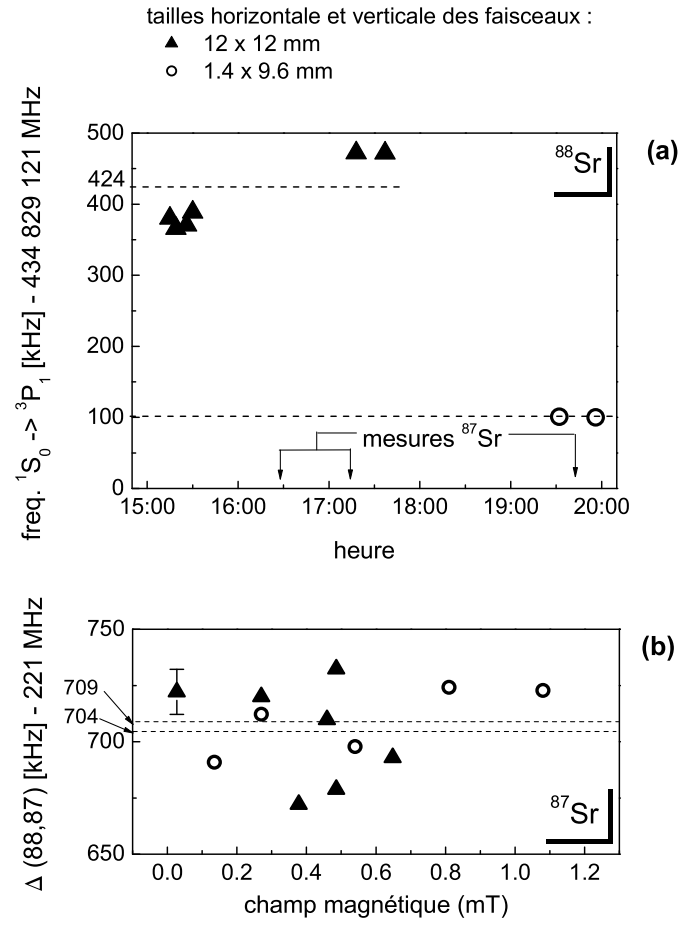 tailles horizontale et verticale des faisceaux :
▲ 12 x 12 mm
○ 1.4 x 9.6 mm
freq. ¹S₀ -> ³P₁ [kHz] - 434 829 121 MHz
(a)
⁸⁸Sr
500
424
400
300
200
100
0
mesures ⁸⁷Sr
15:00 16:00 17:00 18:00 19:00 20:00
heure
Δ (88,87) [kHz] - 221 MHz
(b)
750
709
704
700
650
⁸⁷Sr
0.0 0.2 0.4 0.6 0.8 1.0 1.2
champ magnétique (mT)